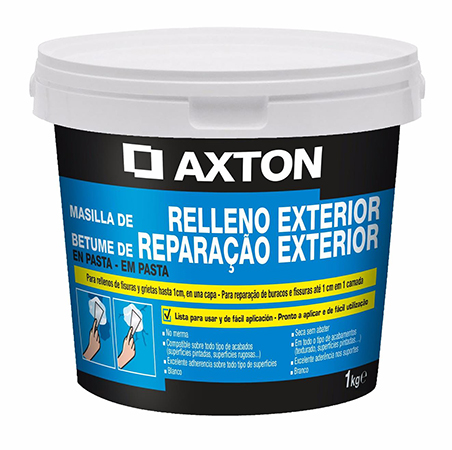 AXTON
MASILLA DE RELLENO EXTERIOR
BETUME DE REPARAÇÃO EXTERIOR
EN PASTA - EM PASTA
Para rellenos de fisuras y grietas hasta 1cm, en una capa - Para reparação de buracos e fissuras até 1 cm em 1 camada
Lista para usar y de fácil aplicación - Pronto a aplicar e de fácil utilização
• No merma
• Compatible sobre todo tipo de acabados
(superficies pintadas, superficies rugosas...)
• Excelente adherencia sobre todo tipo de superficies
• Blanco
• Seca sem abater
• Em todo o tipo de acabamentos
(texturado, superfícies pintadas...)
• Excelente aderência nos suportes
• Branco
1kg e